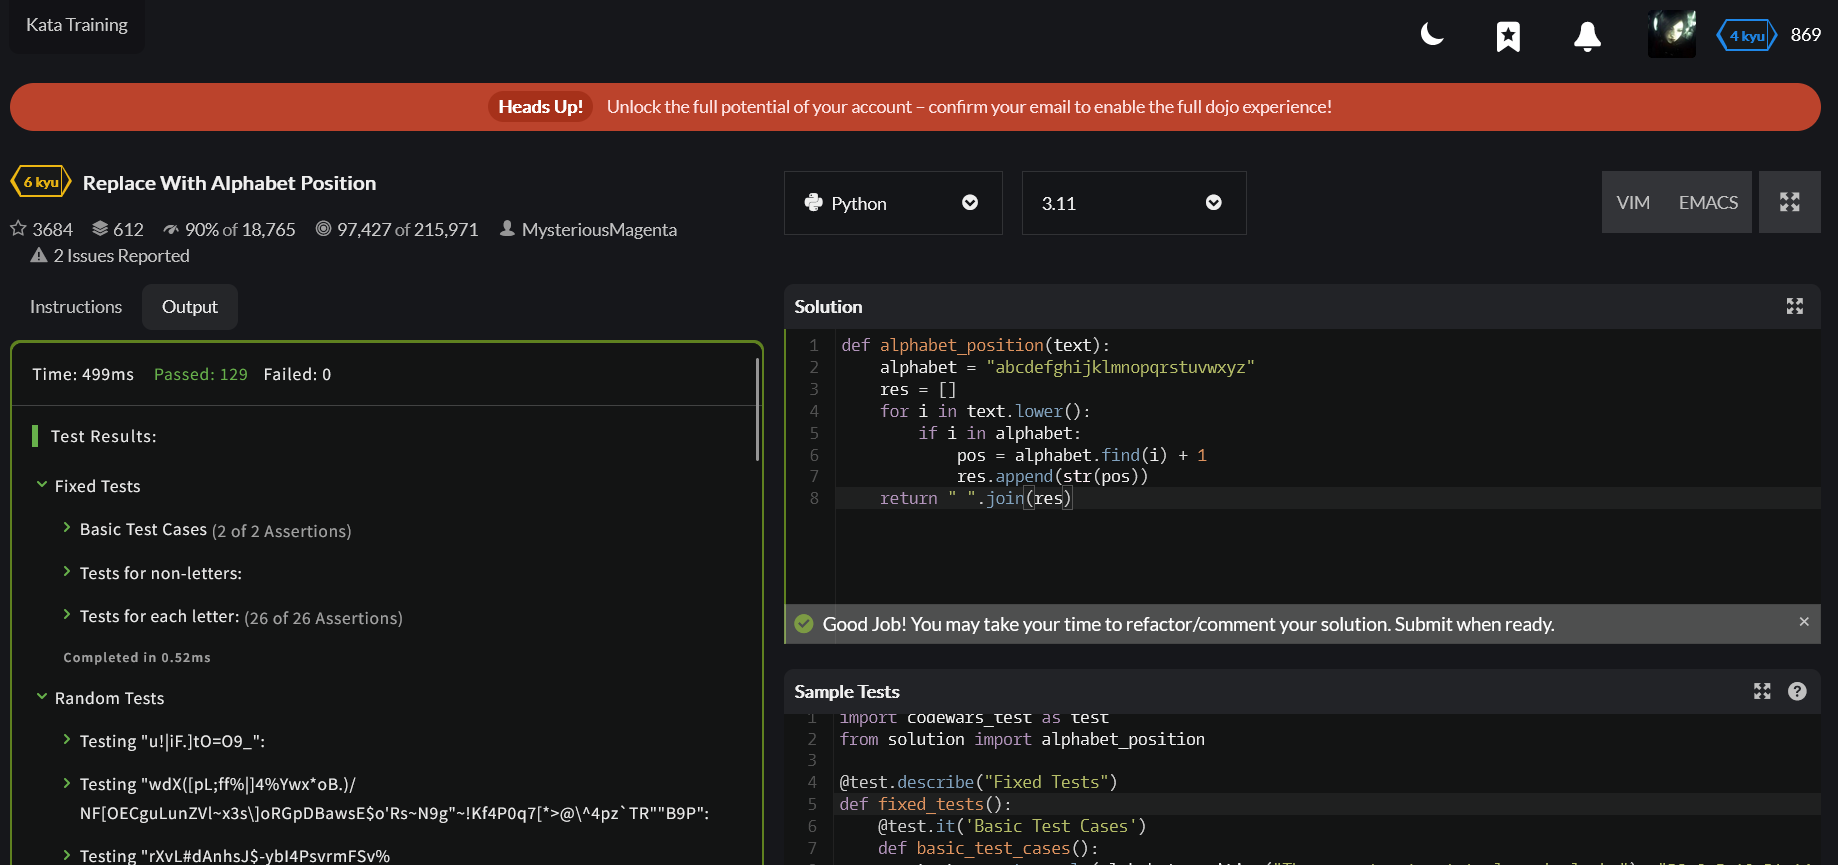 Kata Training
4 kyu 869
Heads Up! Unlock the full potential of your account – confirm your email to enable the full dojo experience!
6 kyu Replace With Alphabet Position
3684 612 90% of 18,765 97,427 of 215,971 MysteriousMagenta
2 Issues Reported
Python 3.11 VIM EMACS
Instructions Output
Time: 499ms Passed: 129 Failed: 0
Test Results:
Fixed Tests
Basic Test Cases (2 of 2 Assertions)
Tests for non-letters:
Tests for each letter: (26 of 26 Assertions)
Completed in 0.52ms
Random Tests
Testing "u!|iF.]tO=O9_":
Testing "wdX([pL;ff%|]4%Ywx*oB.)/
NF[OECguLunZVl~x3s\]oRGpDBawsE$o'Rs~N9g"~!Kf4P0q7[*>@\^4pz`TR""B9P":
Testing "rXvL#dAnhsJ$-ybI4PsvrmFSv%
Solution
1 def alphabet_position(text):
2     alphabet = "abcdefghijklmnopqrstuvwxyz"
3     res = []
4     for i in text.lower():
5         if i in alphabet:
6             pos = alphabet.find(i) + 1
7             res.append(str(pos))
8     return " ".join(res)
Good Job! You may take your time to refactor/comment your solution. Submit when ready.
Sample Tests
1 import codewars_test as test
2 from solution import alphabet_position
3
4 @test.describe("Fixed Tests")
5 def fixed_tests():
6     @test.it('Basic Test Cases')
7     def basic_test_cases():